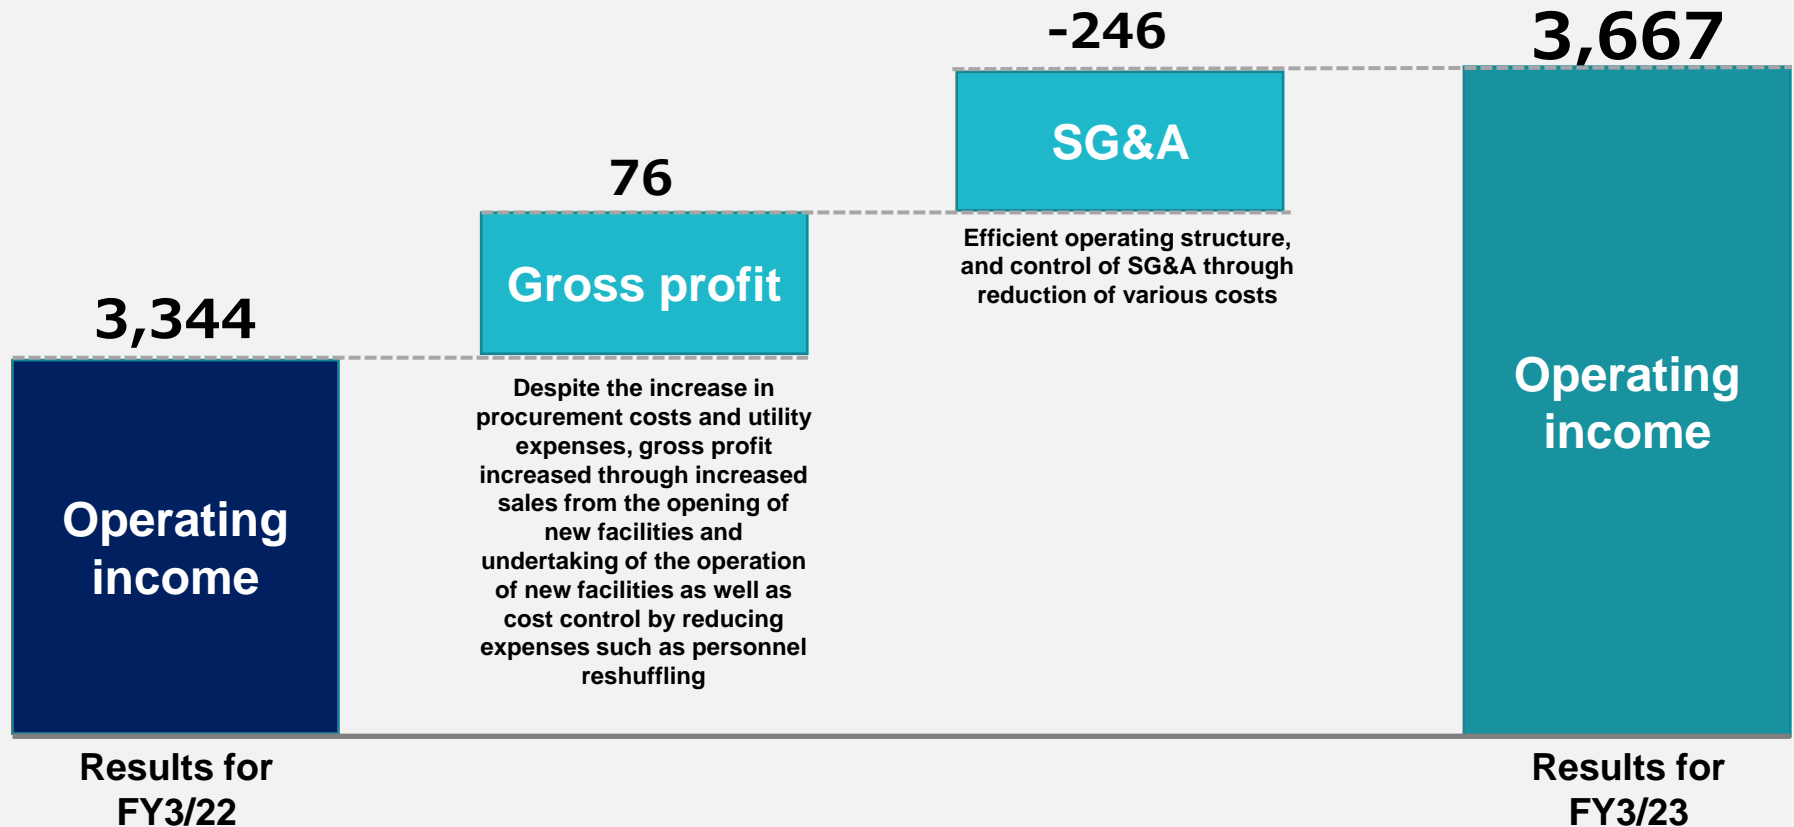 3,344
Operating
income
Results for
FY3/22
76
Gross profit
Despite the increase in
procurement costs and utility
expenses, gross profit
increased through increased
sales from the opening of
new facilities and
undertaking of the operation
of new facilities as well as
cost control by reducing
expenses such as personnel
reshuffling
-246
SG&A
Efficient operating structure,
and control of SG&A through
reduction of various costs
3,667
Operating
income
Results for
FY3/23